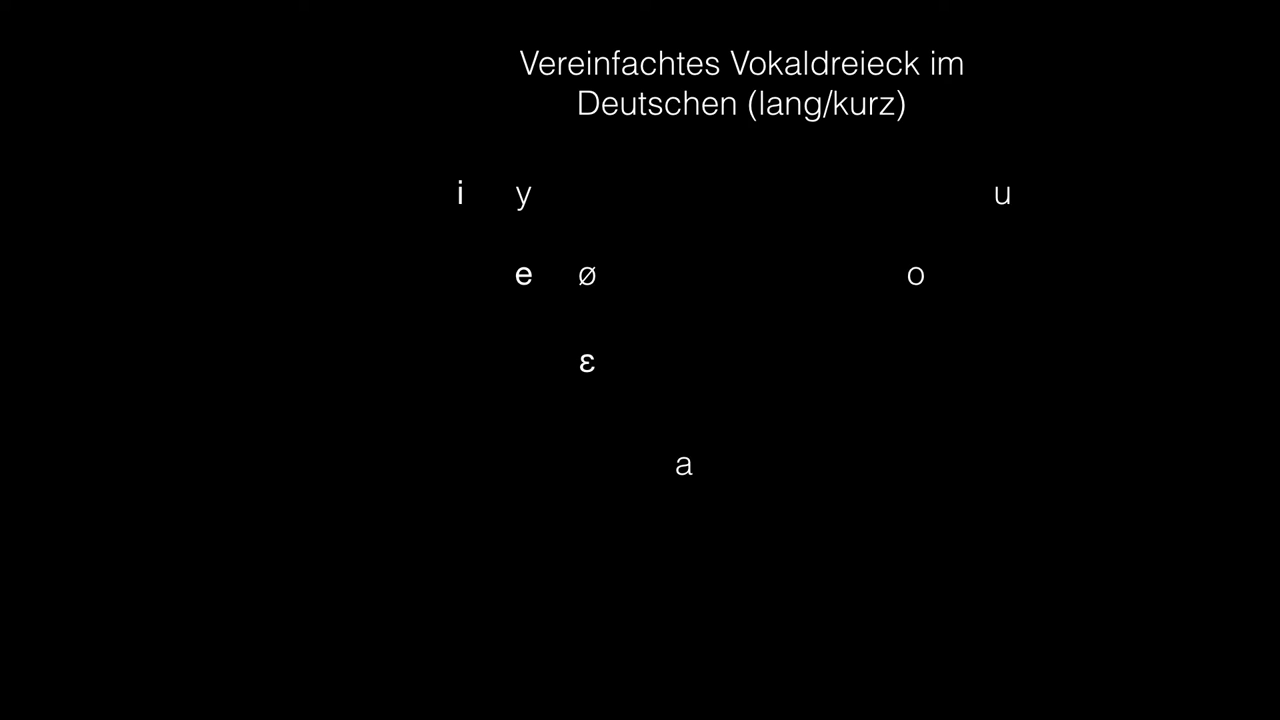 Vereinfachtes Vokaldreieck im
Deutschen (lang/kurz)
i y u
e ø o
ɛ
a